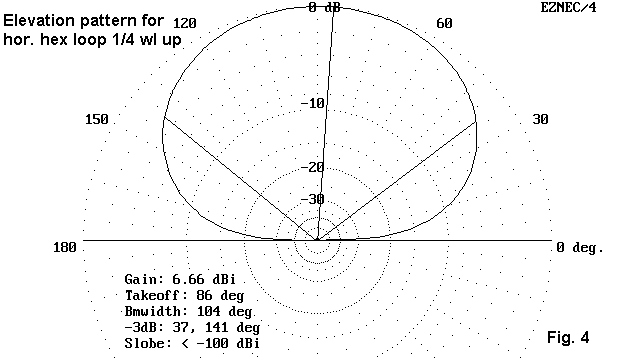 Elevation pattern for
hor. hex loop 1/4 wl up
EZNEC/4
0 dB
120
60
-10
150
30
-20
-30
180
0 deg.
Gain: 6.66 dBi
Takeoff: 86 deg
Bmwidth: 104 deg
-3dB: 37, 141 deg
Slobe: < -100 dBi
Fig. 4